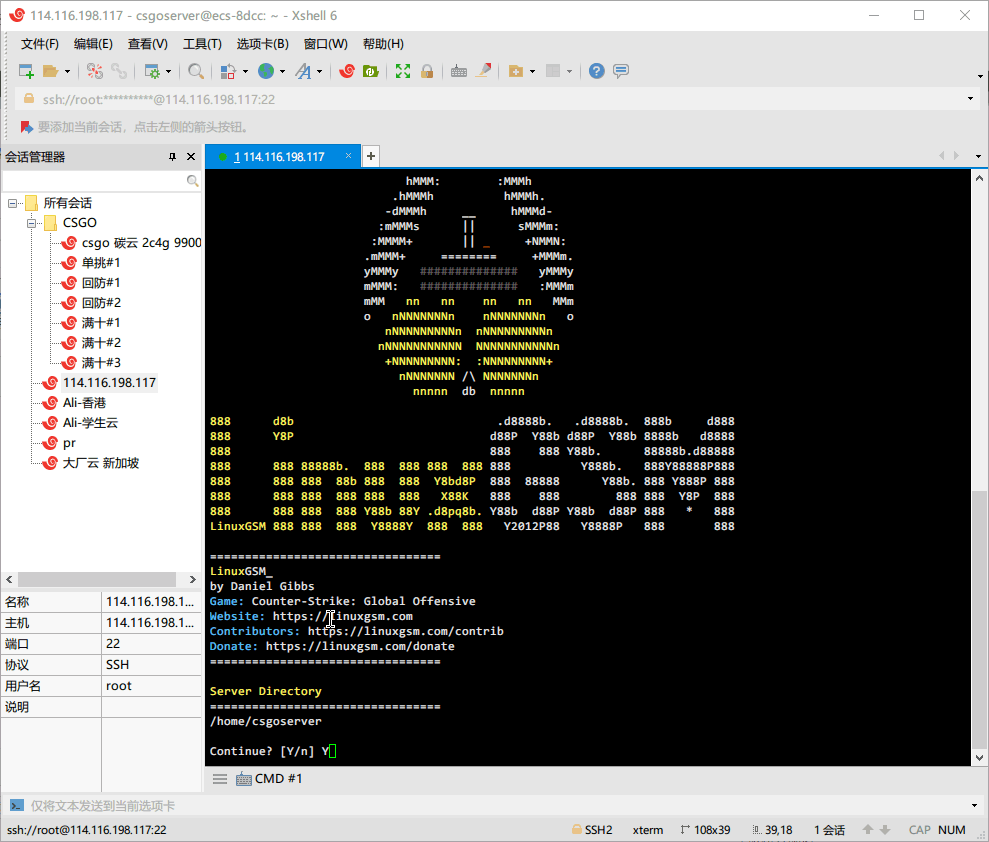 114.116.198.117 - csgoserver@ecs-8dcc: ~ - Xshell 6
文件(F) 编辑(E) 查看(V) 工具(T) 选项卡(B) 窗口(W) 帮助(H)
ssh://root:**********@114.116.198.117:22
要添加当前会话，点击左侧的箭头按钮。
会话管理器
1 114.116.198.117
所有会话
CSGO
csgo 碳云 2c4g 9900
单挑#1
回防#1
回防#2
满十#1
满十#2
满十#3
114.116.198.117
Ali-香港
Ali-学生云
pr
大厂云 新加坡
名称 114.116.198.1...
主机 114.116.198.1...
端口 22
协议 SSH
用户名 root
说明
hMMM: :MMMh
.hMMMh hMMMh.
-dMMMh __ hMMMd-
:mMMMs || sMMMm:
:MMMM+ || _ +NMMN:
.mMMM+ ======== +MMMm.
yMMMy ############## yMMMy
mMMM: ############## :MMMm
mMM nn nn nn nn MMm
o nNNNNNNNn nNNNNNNNn o
nNNNNNNNNNn nNNNNNNNNNn
nNNNNNNNNNNN NNNNNNNNNNNn
+NNNNNNNNN: :NNNNNNNNN+
nNNNNNNN /\ NNNNNNNn
nnnnn db nnnnn
888 d8b .d8888b. .d8888b. 888b d888
888 Y8P d88P Y88b d88P Y88b 8888b d8888
888 888 888 Y88b. 88888b.d88888
888 888 88888b. 888 888 888 888 888 Y888b. 888Y88888P888
888 888 888 88b 888 888 Y8bd8P 888 88888 Y88b. 888 Y888P 888
888 888 888 888 888 888 X88K 888 888 888 888 Y8P 888
888 888 888 888 Y88b 88Y .d8pq8b. Y88b d88P Y88b d88P 888 * 888
LinuxGSM 888 888 888 Y8888Y 888 888 Y2012P88 Y8888P 888 888
=================================
LinuxGSM_
by Daniel Gibbs
Game: Counter-Strike: Global Offensive
Website: https://linuxgsm.com
Contributors: https://linuxgsm.com/contrib
Donate: https://linuxgsm.com/donate
=================================
Server Directory
=================================
/home/csgoserver
Continue? [Y/n] Y
CMD #1
仅将文本发送到当前选项卡
ssh://root@114.116.198.117:22 SSH2 xterm 108x39 39,18 1 会话 CAP NUM